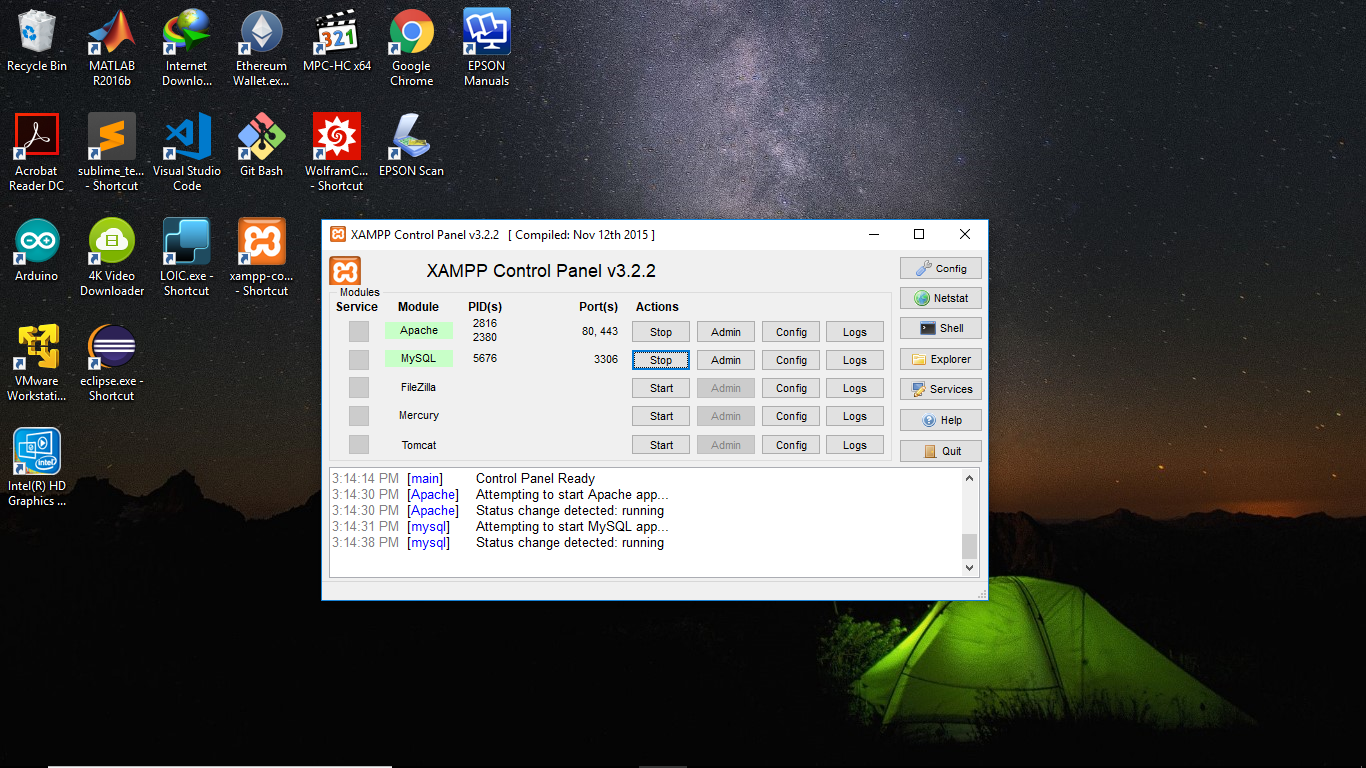 Recycle Bin
MATLAB
R2016b
Internet
Downlo...
Ethereum
Wallet.ex...
MPC-HC x64
321
Google
Chrome
EPSON
Manuals
Acrobat
Reader DC
sublime_te...
- Shortcut
Visual Studio
Code
Git Bash
WolframC...
- Shortcut
EPSON Scan
Arduino
4K Video
Downloader
LOIC.exe -
Shortcut
xampp-co...
- Shortcut
VMware
Workstati...
eclipse.exe -
Shortcut
intel
Intel(R) HD
Graphics ...
XAMPP Control Panel v3.2.2 [ Compiled: Nov 12th 2015 ]
XAMPP Control Panel v3.2.2
Config
Modules
Netstat
Service Module PID(s) Port(s) Actions
Apache 2816 2380 80, 443 Stop Admin Config Logs
Shell
MySQL 5676 3306 Stop Admin Config Logs
Explorer
FileZilla Start Admin Config Logs
Services
Mercury Start Admin Config Logs
Help
Tomcat Start Admin Config Logs
Quit
3:14:14 PM [main] Control Panel Ready
3:14:30 PM [Apache] Attempting to start Apache app...
3:14:30 PM [Apache] Status change detected: running
3:14:31 PM [mysql] Attempting to start MySQL app...
3:14:38 PM [mysql] Status change detected: running